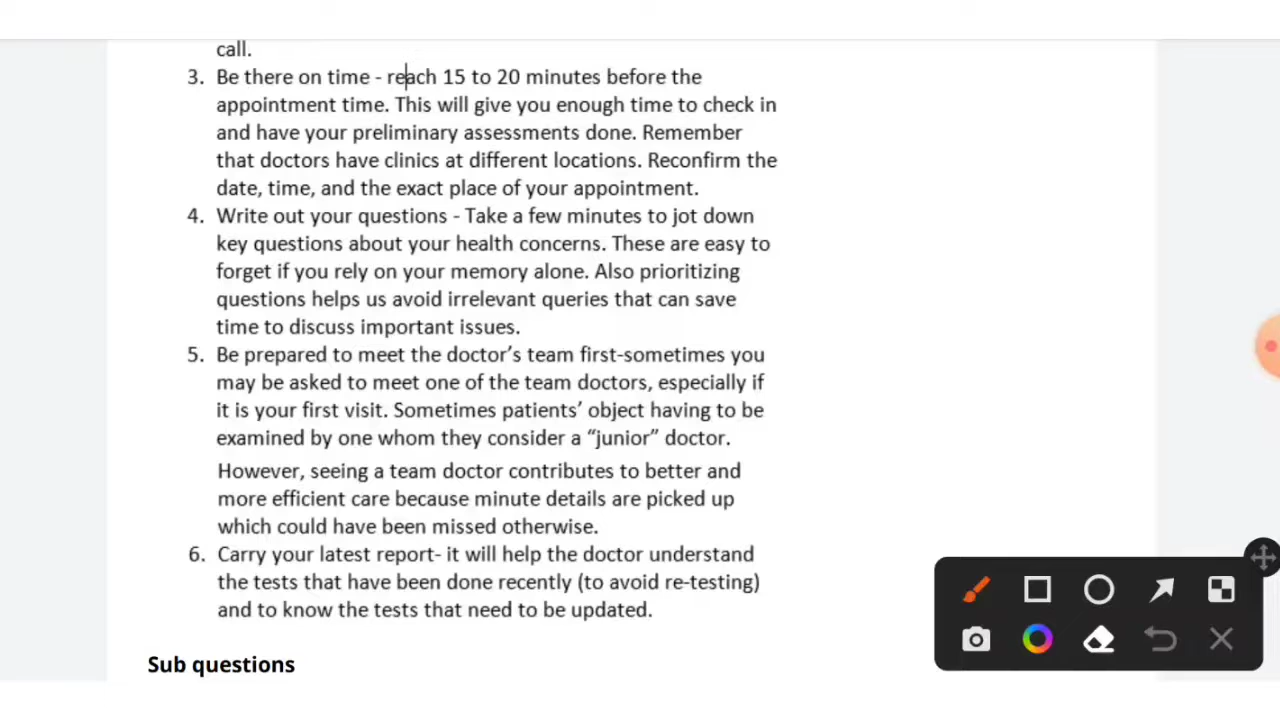 call.
3. Be there on time - reach 15 to 20 minutes before the
appointment time. This will give you enough time to check in
and have your preliminary assessments done. Remember
that doctors have clinics at different locations. Reconfirm the
date, time, and the exact place of your appointment.
4. Write out your questions - Take a few minutes to jot down
key questions about your health concerns. These are easy to
forget if you rely on your memory alone. Also prioritizing
questions helps us avoid irrelevant queries that can save
time to discuss important issues.
5. Be prepared to meet the doctor’s team first-sometimes you
may be asked to meet one of the team doctors, especially if
it is your first visit. Sometimes patients’ object having to be
examined by one whom they consider a “junior” doctor.
However, seeing a team doctor contributes to better and
more efficient care because minute details are picked up
which could have been missed otherwise.
6. Carry your latest report- it will help the doctor understand
the tests that have been done recently (to avoid re-testing)
and to know the tests that need to be updated.
Sub questions